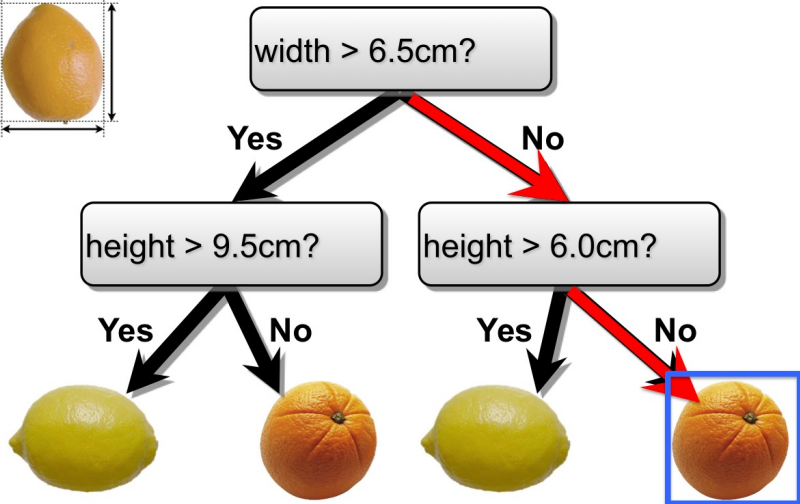 width > 6.5cm?
Yes
No
height > 9.5cm?
height > 6.0cm?
Yes
No
Yes
No